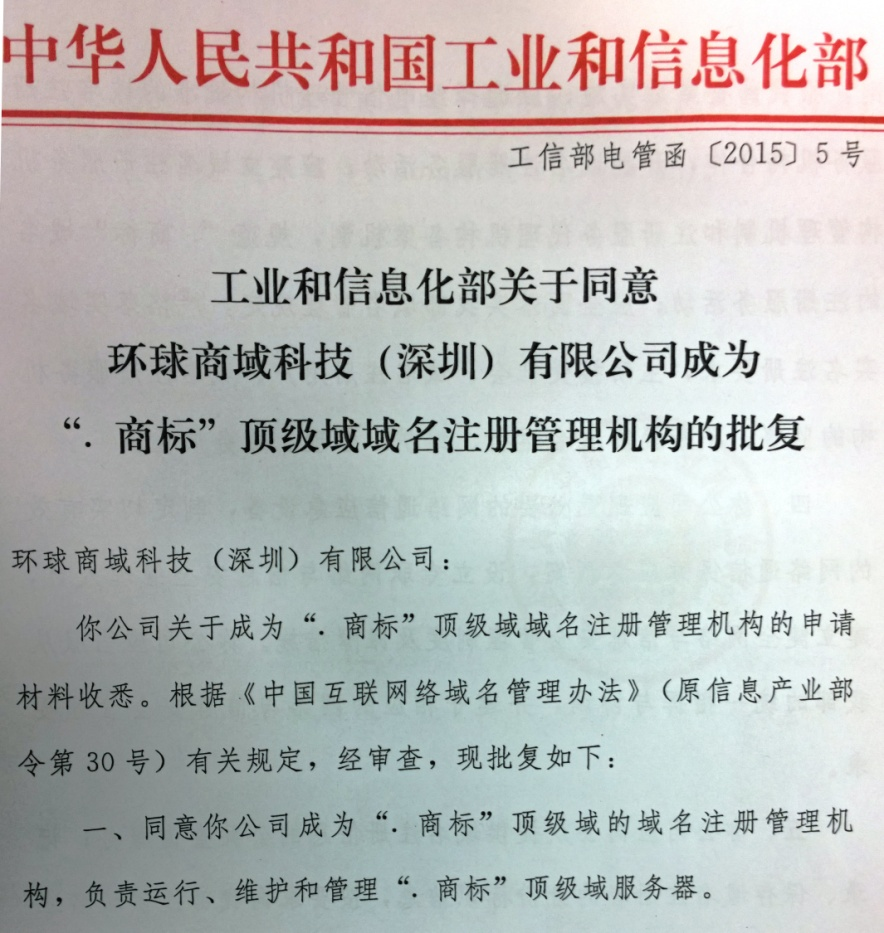 中华人民共和国工业和信息化部
工信部电管函〔2015〕5号
工业和信息化部关于同意
环球商域科技（深圳）有限公司成为
“．商标”顶级域域名注册管理机构的批复
环球商域科技（深圳）有限公司：
你公司关于成为“．商标”顶级域域名注册管理机构的申请
材料收悉。根据《中国互联网络域名管理办法》（原信息产业部
令第30号）有关规定，经审查，现批复如下：
一、同意你公司成为“．商标”顶级域的域名注册管理机
构，负责运行、维护和管理“．商标”顶级域服务器。